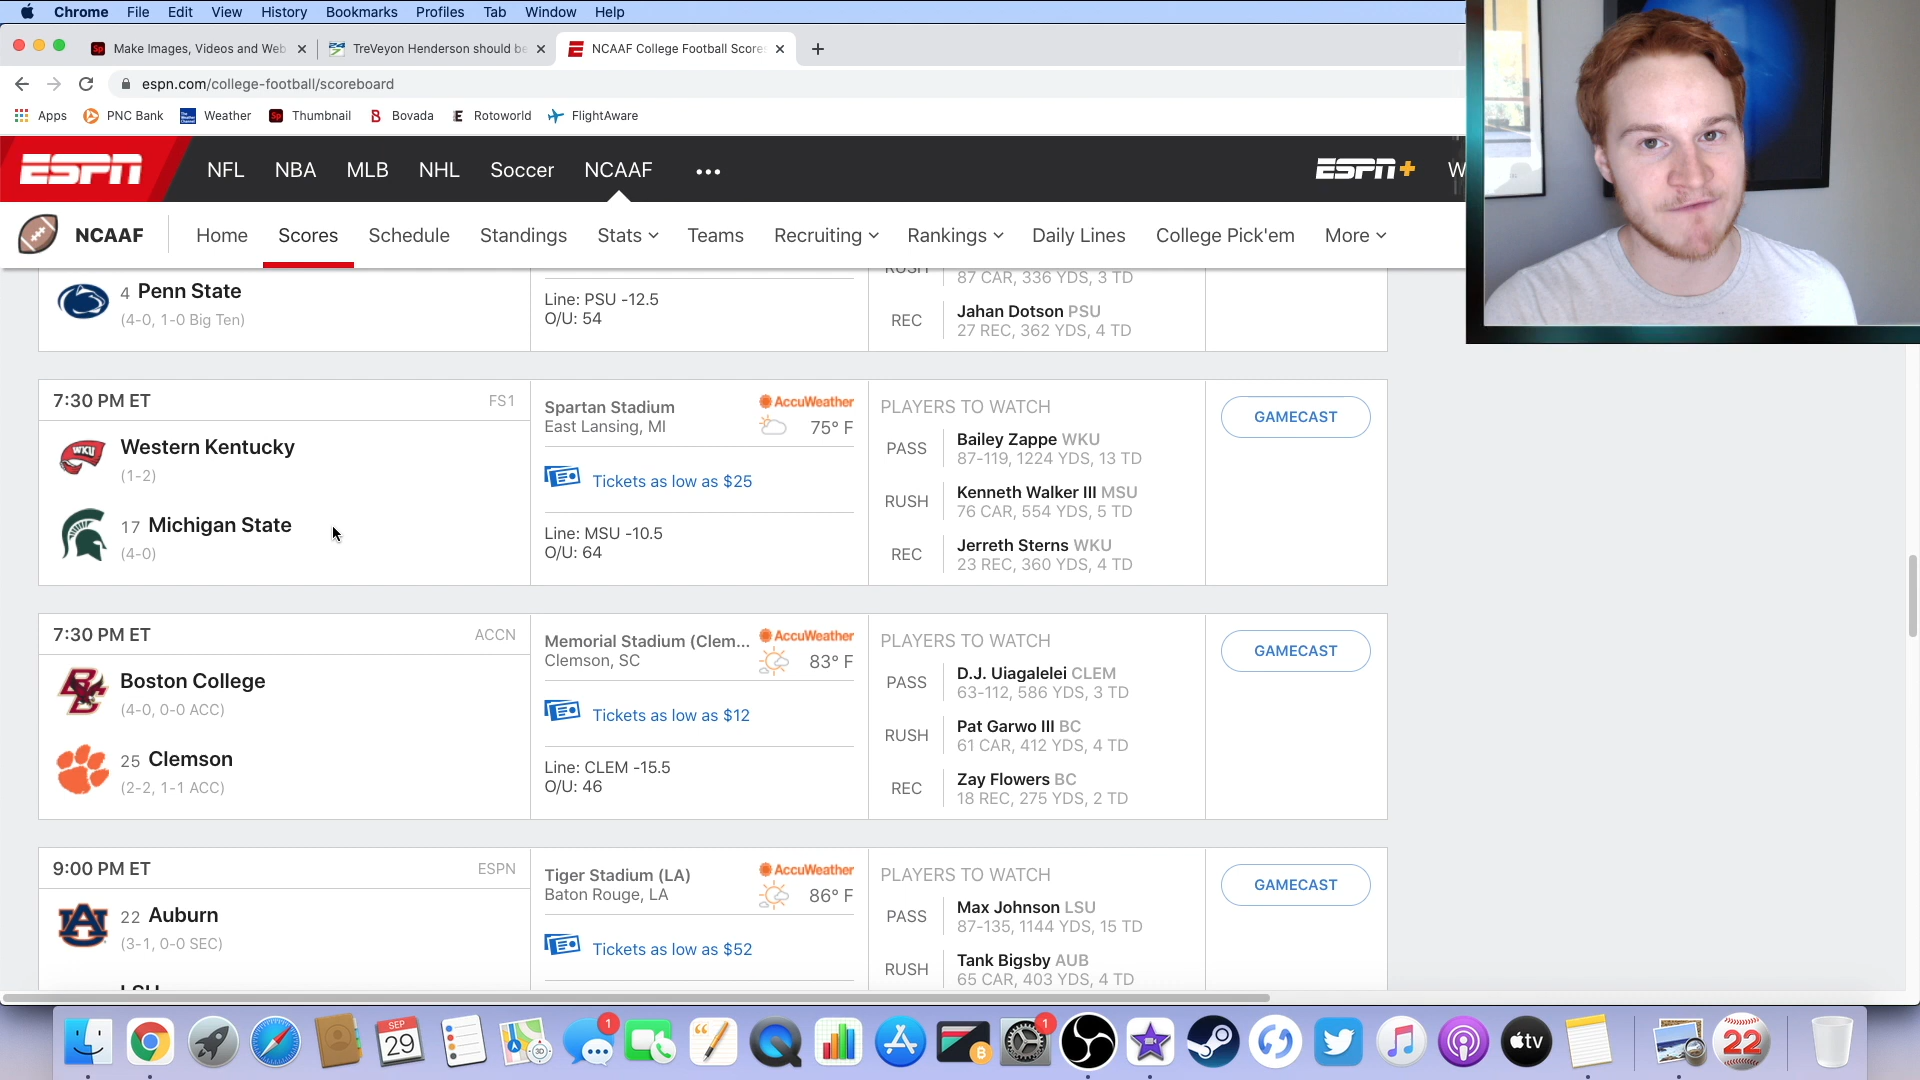 Chrome File Edit View History Bookmarks Profiles Tab Window Help
Make Images, Videos and Web
TreVeyon Henderson should be
NCAAF College Football Scores
espn.com/college-football/scoreboard
Apps PNC Bank Weather Thumbnail Bovada Rotoworld FlightAware
ESPN NFL NBA MLB NHL Soccer NCAAF ESPN+ W
NCAAF Home Scores Schedule Standings Stats Teams Recruiting Rankings Daily Lines College Pick'em More
4 Penn State
(4-0, 1-0 Big Ten)
Line: PSU -12.5
O/U: 54
RUSH
87 CAR, 336 YDS, 3 TD
REC
Jahan Dotson PSU
27 REC, 362 YDS, 4 TD
7:30 PM ET FS1
Western Kentucky
(1-2)
17 Michigan State
(4-0)
Spartan Stadium
East Lansing, MI
AccuWeather
75° F
Tickets as low as $25
Line: MSU -10.5
O/U: 64
PLAYERS TO WATCH
PASS
Bailey Zappe WKU
87-119, 1224 YDS, 13 TD
RUSH
Kenneth Walker III MSU
76 CAR, 554 YDS, 5 TD
REC
Jerreth Sterns WKU
23 REC, 360 YDS, 4 TD
GAMECAST
7:30 PM ET ACCN
Boston College
(4-0, 0-0 ACC)
25 Clemson
(2-2, 1-1 ACC)
Memorial Stadium (Clem...
Clemson, SC
AccuWeather
83° F
Tickets as low as $12
Line: CLEM -15.5
O/U: 46
PLAYERS TO WATCH
PASS
D.J. Uiagalelei CLEM
63-112, 586 YDS, 3 TD
RUSH
Pat Garwo III BC
61 CAR, 412 YDS, 4 TD
REC
Zay Flowers BC
18 REC, 275 YDS, 2 TD
GAMECAST
9:00 PM ET ESPN
22 Auburn
(3-1, 0-0 SEC)
LSU
Tiger Stadium (LA)
Baton Rouge, LA
AccuWeather
86° F
Tickets as low as $52
PLAYERS TO WATCH
PASS
Max Johnson LSU
87-135, 1144 YDS, 15 TD
RUSH
Tank Bigsby AUB
65 CAR, 403 YDS, 4 TD
GAMECAST
SEP
29
3D
1
1
tv
22